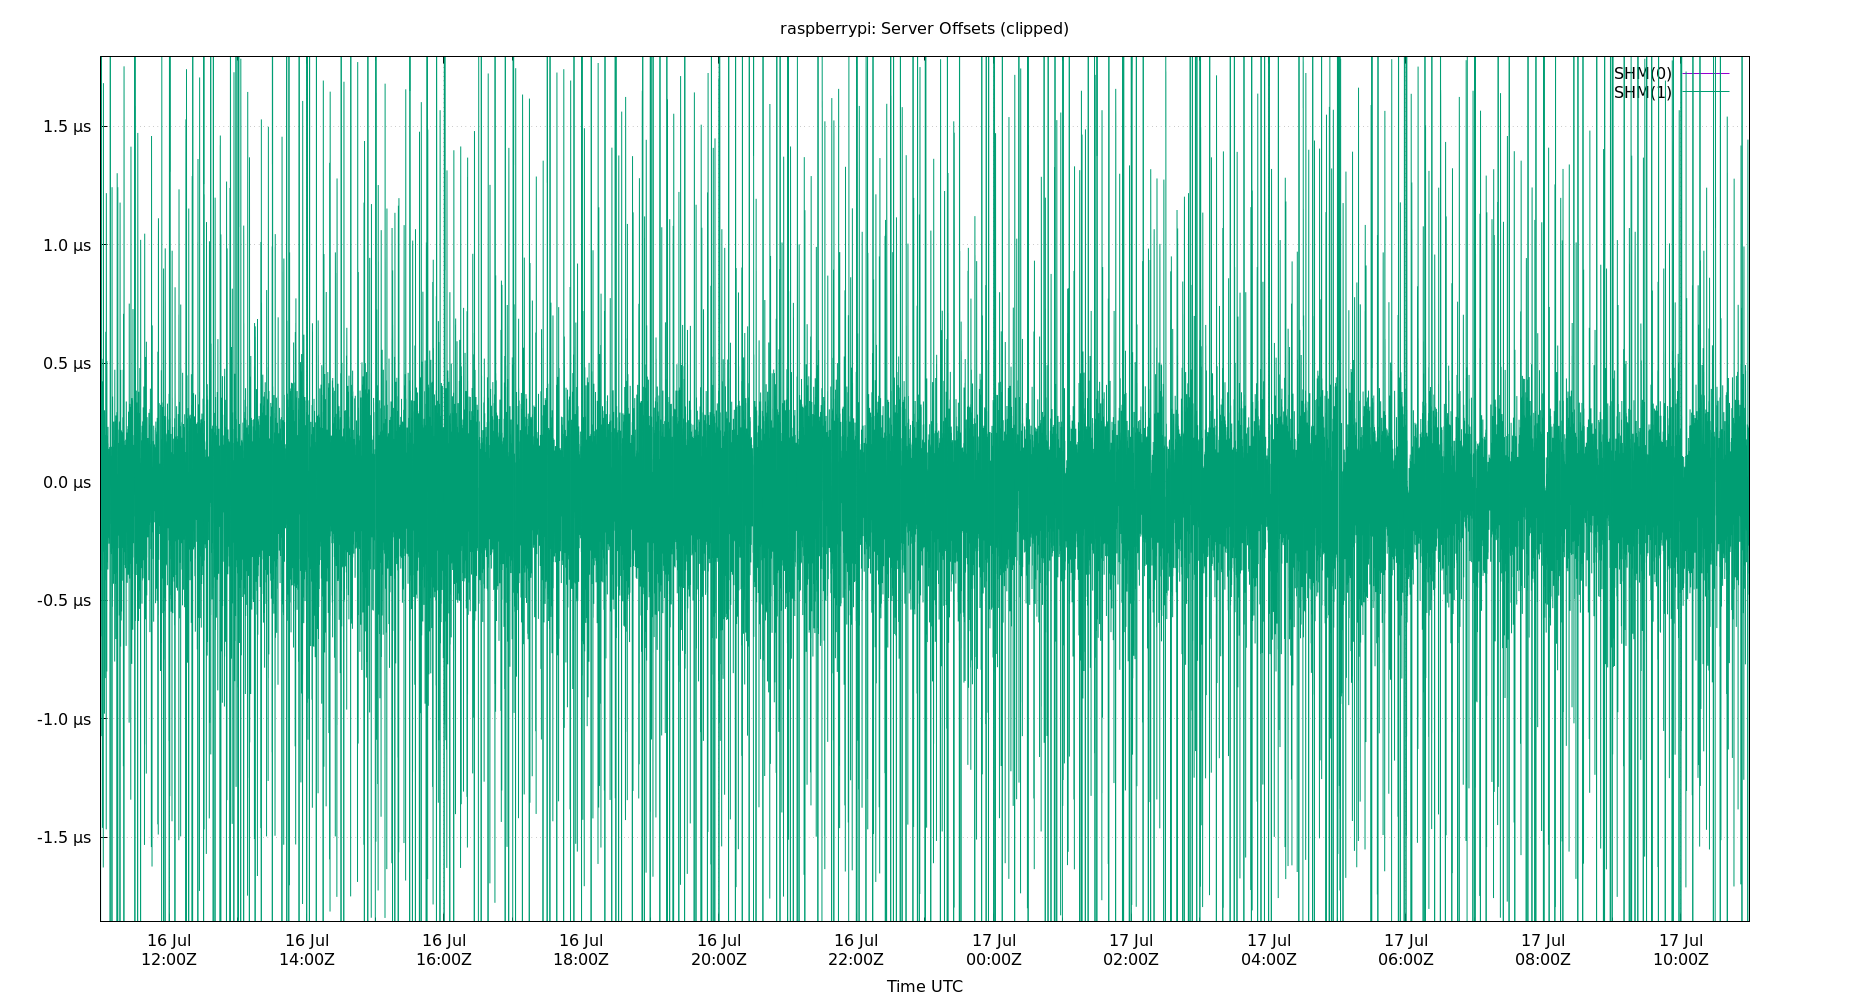 raspberrypi: Server Offsets (clipped)
SHM(0)
SHM(1)
1.5 µs
1.0 µs
0.5 µs
0.0 µs
-0.5 µs
-1.0 µs
-1.5 µs
16 Jul 16 Jul 16 Jul 16 Jul 16 Jul 16 Jul 17 Jul 17 Jul 17 Jul 17 Jul 17 Jul 17 Jul
12:00Z 14:00Z 16:00Z 18:00Z 20:00Z 22:00Z 00:00Z 02:00Z 04:00Z 06:00Z 08:00Z 10:00Z
Time UTC